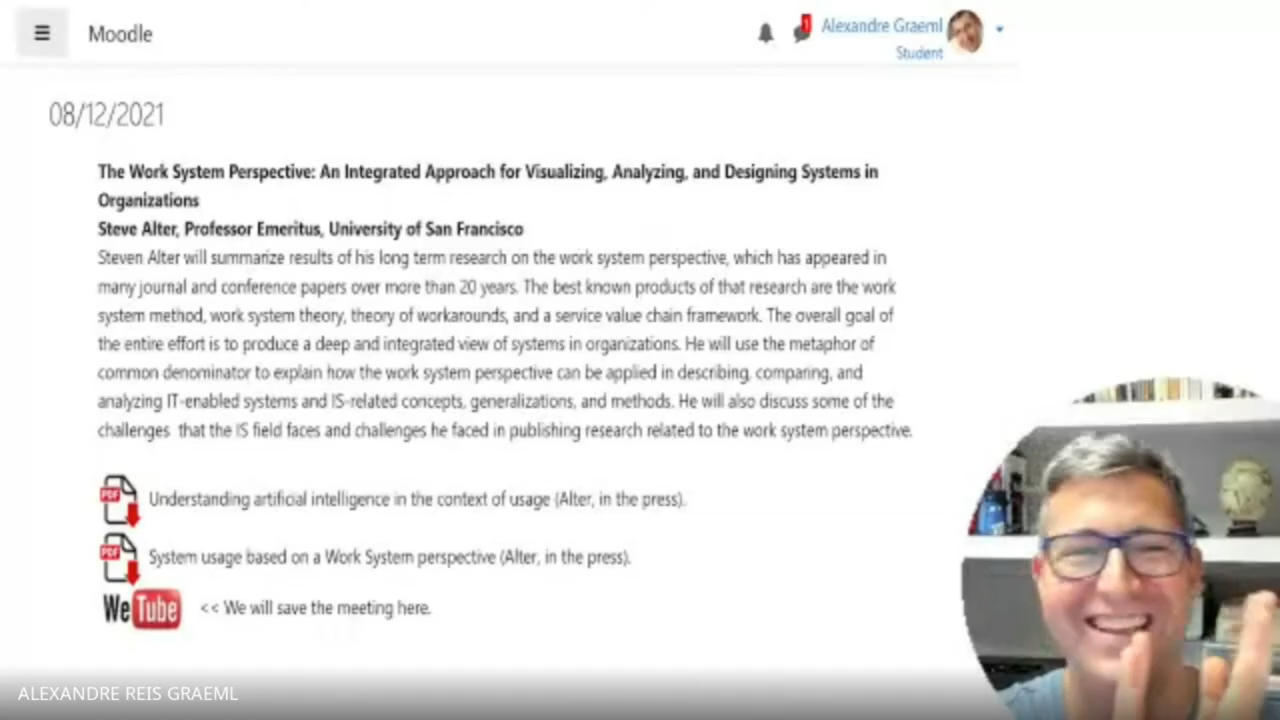 Moodle
1
Alexandre Graeml
Student
08/12/2021
The Work System Perspective: An Integrated Approach for Visualizing, Analyzing, and Designing Systems in
Organizations
Steve Alter, Professor Emeritus, University of San Francisco
Steven Alter will summarize results of his long term research on the work system perspective, which has appeared in
many journal and conference papers over more than 20 years. The best known products of that research are the work
system method, work system theory, theory of workarounds, and a service value chain framework. The overall goal of
the entire effort is to produce a deep and integrated view of systems in organizations. He will use the metaphor of
common denominator to explain how the work system perspective can be applied in describing, comparing, and
analyzing IT-enabled systems and IS-related concepts, generalizations, and methods. He will also discuss some of the
challenges that the IS field faces and challenges he faced in publishing research related to the work system perspective.
PDF Understanding artificial intelligence in the context of usage (Alter, in the press).
PDF System usage based on a Work System perspective (Alter, in the press).
WeTube << We will save the meeting here.
ALEXANDRE REIS GRAEML